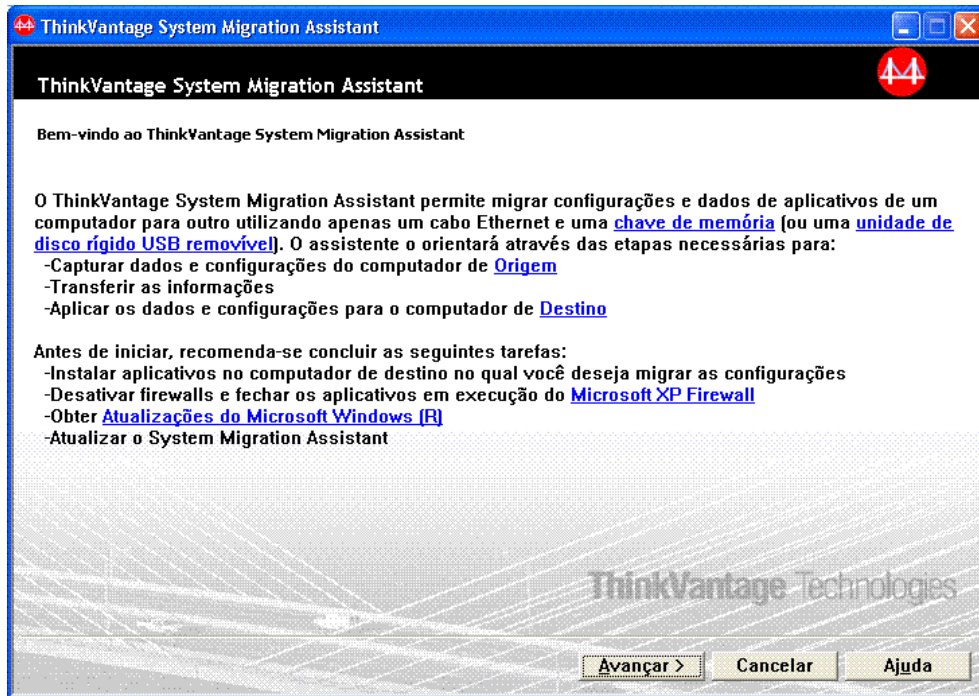 ThinkVantage System Migration Assistant
ThinkVantage System Migration Assistant
Bem-vindo ao ThinkVantage System Migration Assistant
O ThinkVantage System Migration Assistant permite migrar configurações e dados de aplicativos de um
computador para outro utilizando apenas um cabo Ethernet e uma chave de memória (ou uma unidade de
disco rígido USB removível). O assistente o orientará através das etapas necessárias para:
-Capturar dados e configurações do computador de Origem
-Transferir as informações
-Aplicar os dados e configurações para o computador de Destino
Antes de iniciar, recomenda-se concluir as seguintes tarefas:
-Instalar aplicativos no computador de destino no qual você deseja migrar as configurações
-Desativar firewalls e fechar os aplicativos em execução do Microsoft XP Firewall
-Obter Atualizações do Microsoft Windows (R)
-Atualizar o System Migration Assistant
ThinkVantage Technologies
Avançar > Cancelar Ajuda